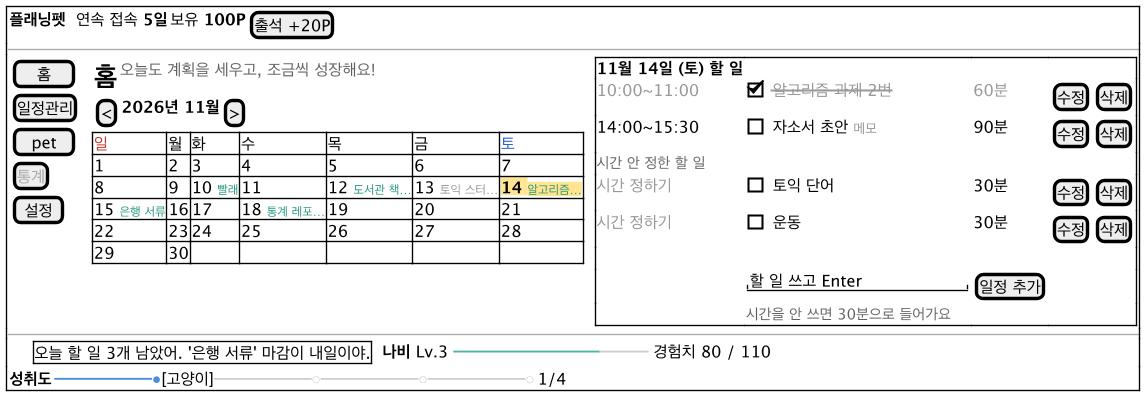 플래닝펫 연속 접속 5일 보유 100P 출석 +20P
홈
일정관리
pet
통계
설정
홈 오늘도 계획을 세우고, 조금씩 성장해요!
< 2026년 11월 >
일 월 화 수 목 금 토
1 2 3 4 5 6 7
8 9 10 빨래 11 12 도서관 책… 13 토익 스터… 14 알고리즘…
15 은행 서류 16 17 18 통계 레포… 19 20 21
22 23 24 25 26 27 28
29 30
11월 14일 (토) 할 일
10:00~11:00 알고리즘 과제 2번 60분 수정 삭제
14:00~15:30 자소서 초안 메모 90분 수정 삭제
시간 안 정한 할 일
시간 정하기 토익 단어 30분 수정 삭제
시간 정하기 운동 30분 수정 삭제
할 일 쓰고 Enter 일정 추가
시간을 안 쓰면 30분으로 들어가요
오늘 할 일 3개 남았어. '은행 서류' 마감이 내일이야. 나비 Lv.3 경험치 80 / 110
성취도 [고양이] 1/4